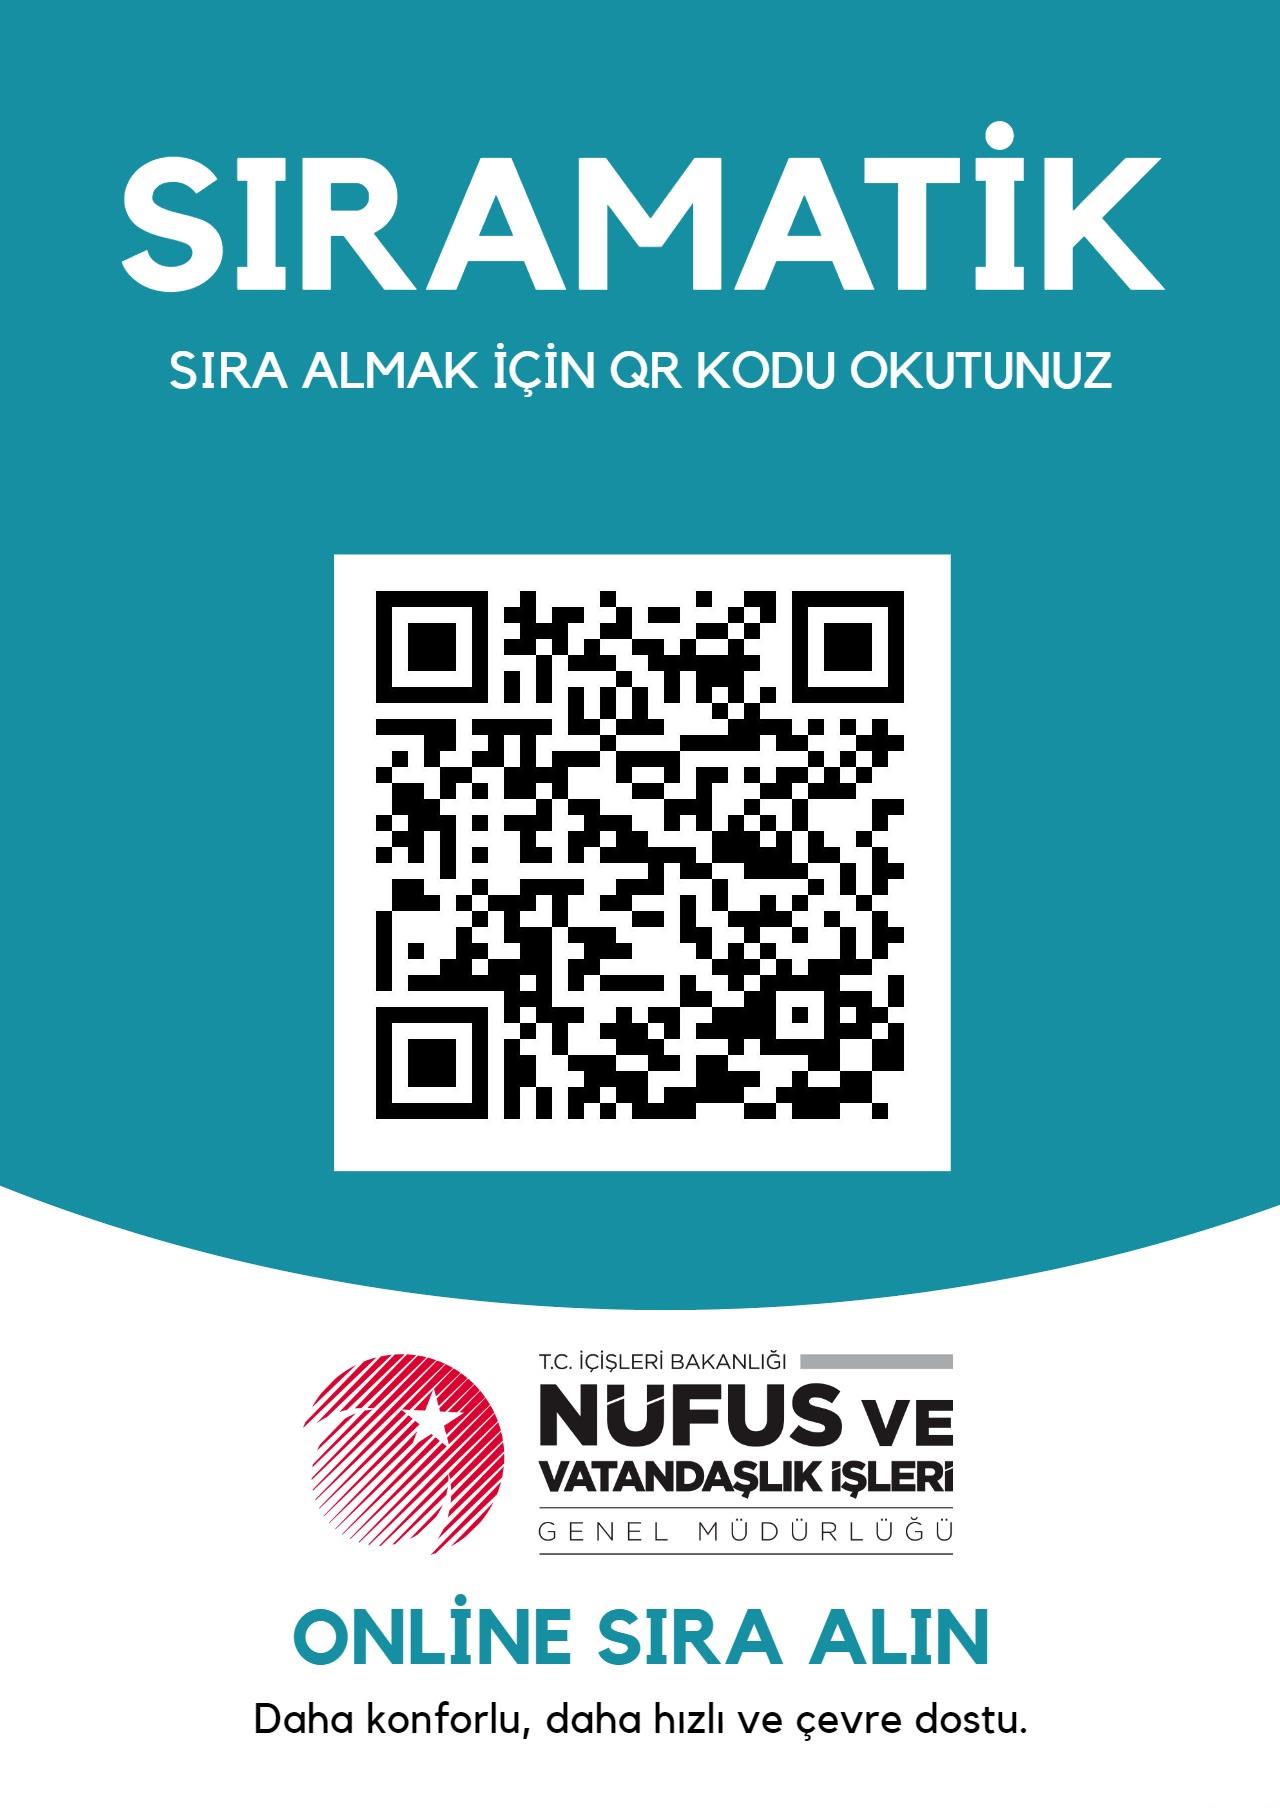 SIRAMATİK
SIRA ALMAK İÇİN QR KODU OKUTUNUZ
T.C. İÇİŞLERİ BAKANLIĞI
NÜFUS VE
VATANDAŞLIK İŞLERİ
GENEL MÜDÜRLÜĞÜ
ONLİNE SIRA ALIN
Daha konforlu, daha hızlı ve çevre dostu.